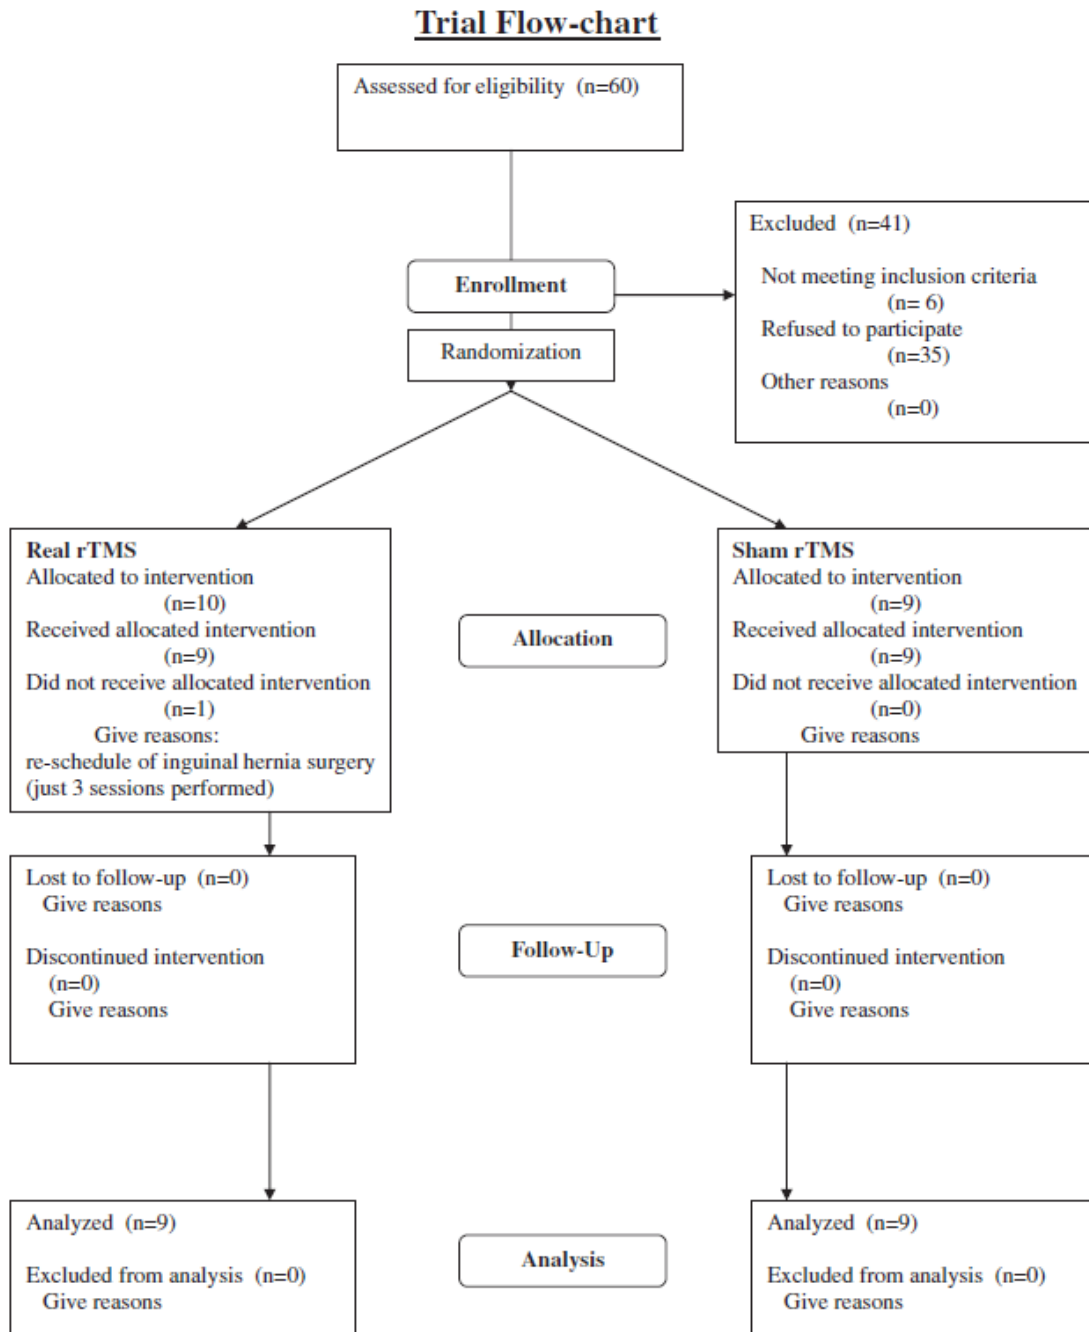 Trial Flow-chart
Assessed for eligibility (n=60)
Excluded (n=41)
Not meeting inclusion criteria
(n= 6)
Refused to participate
(n=35)
Other reasons
(n=0)
Enrollment
Randomization
Real rTMS
Allocated to intervention
(n=10)
Received allocated intervention
(n=9)
Did not receive allocated intervention
(n=1)
Give reasons:
re-schedule of inguinal hernia surgery
(just 3 sessions performed)
Allocation
Sham rTMS
Allocated to intervention
(n=9)
Received allocated intervention
(n=9)
Did not receive allocated intervention
(n=0)
Give reasons
Lost to follow-up (n=0)
Give reasons
Discontinued intervention
(n=0)
Give reasons
Follow-Up
Lost to follow-up (n=0)
Give reasons
Discontinued intervention
(n=0)
Give reasons
Analyzed (n=9)
Excluded from analysis (n=0)
Give reasons
Analysis
Analyzed (n=9)
Excluded from analysis (n=0)
Give reasons